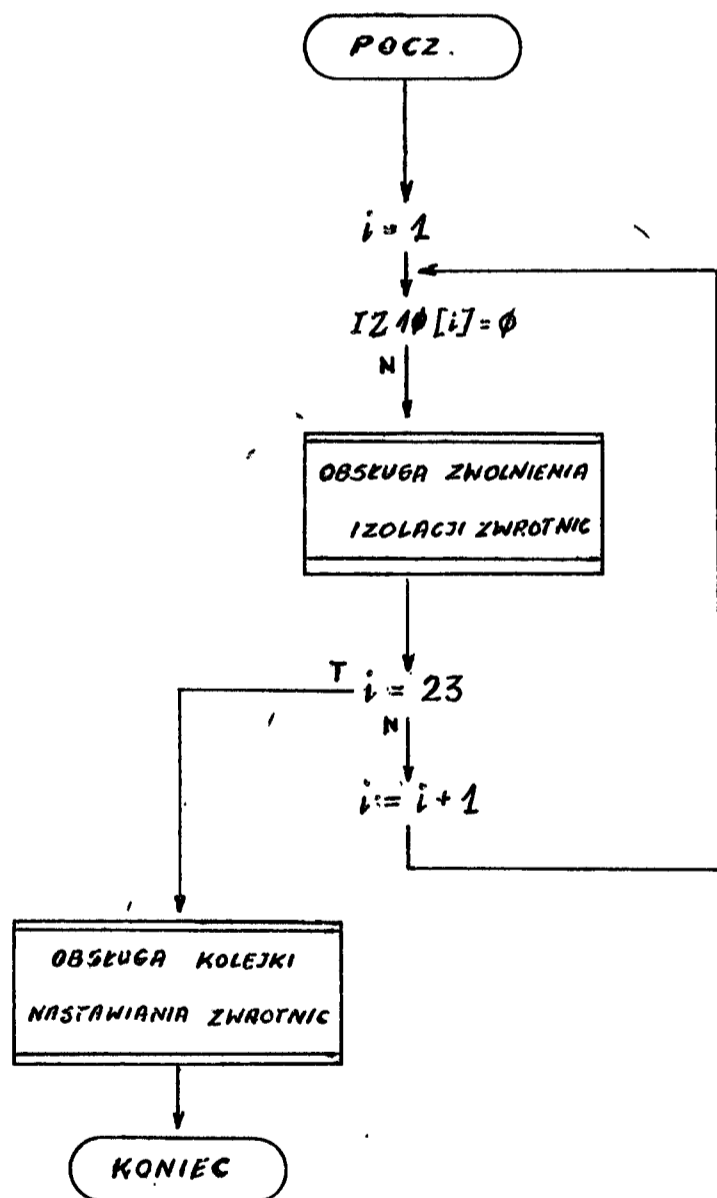 POCZ.
i = 1
IZ10[i]=0
N
OBSŁUGA ZWOLNIENIA
IZOLACJI ZWROTNIC
T
i = 23
N
i:= i + 1
OBSŁUGA KOLEJKI
NASTAWIANIA ZWROTNIC
KONIEC